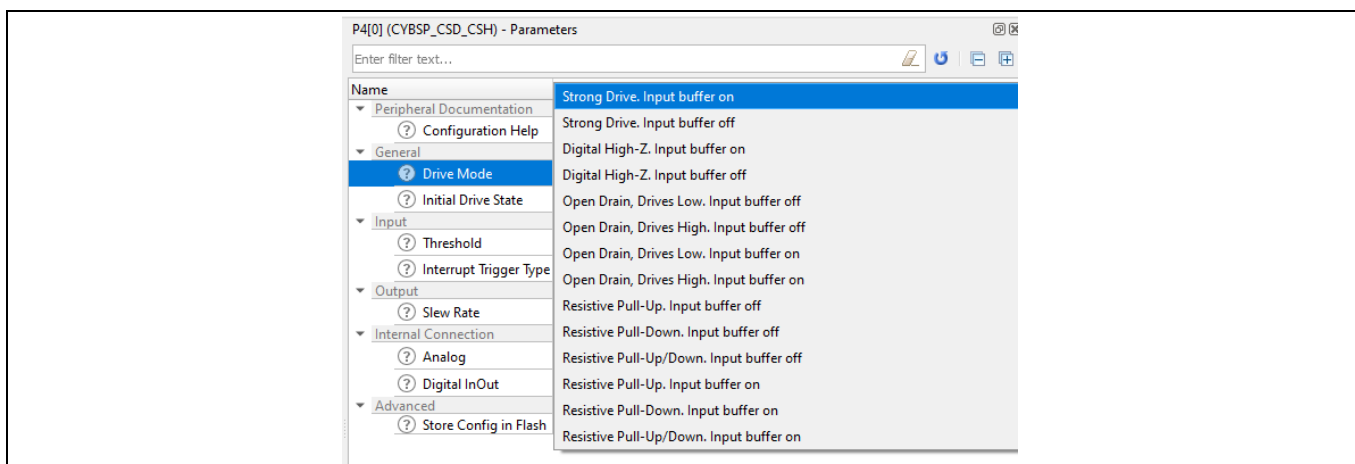 P4[0] (CYBSP_CSD_CSH) - Parameters
Enter filter text...
Name
Peripheral Documentation
Configuration Help
General
Drive Mode
Initial Drive State
Input
Threshold
Interrupt Trigger Type
Output
Slew Rate
Internal Connection
Analog
Digital InOut
Advanced
Store Config in Flash
Strong Drive. Input buffer on
Strong Drive. Input buffer off
Digital High-Z. Input buffer on
Digital High-Z. Input buffer off
Open Drain, Drives Low. Input buffer off
Open Drain, Drives High. Input buffer off
Open Drain, Drives Low. Input buffer on
Open Drain, Drives High. Input buffer on
Resistive Pull-Up. Input buffer off
Resistive Pull-Down. Input buffer off
Resistive Pull-Up/Down. Input buffer off
Resistive Pull-Up. Input buffer on
Resistive Pull-Down. Input buffer on
Resistive Pull-Up/Down. Input buffer on